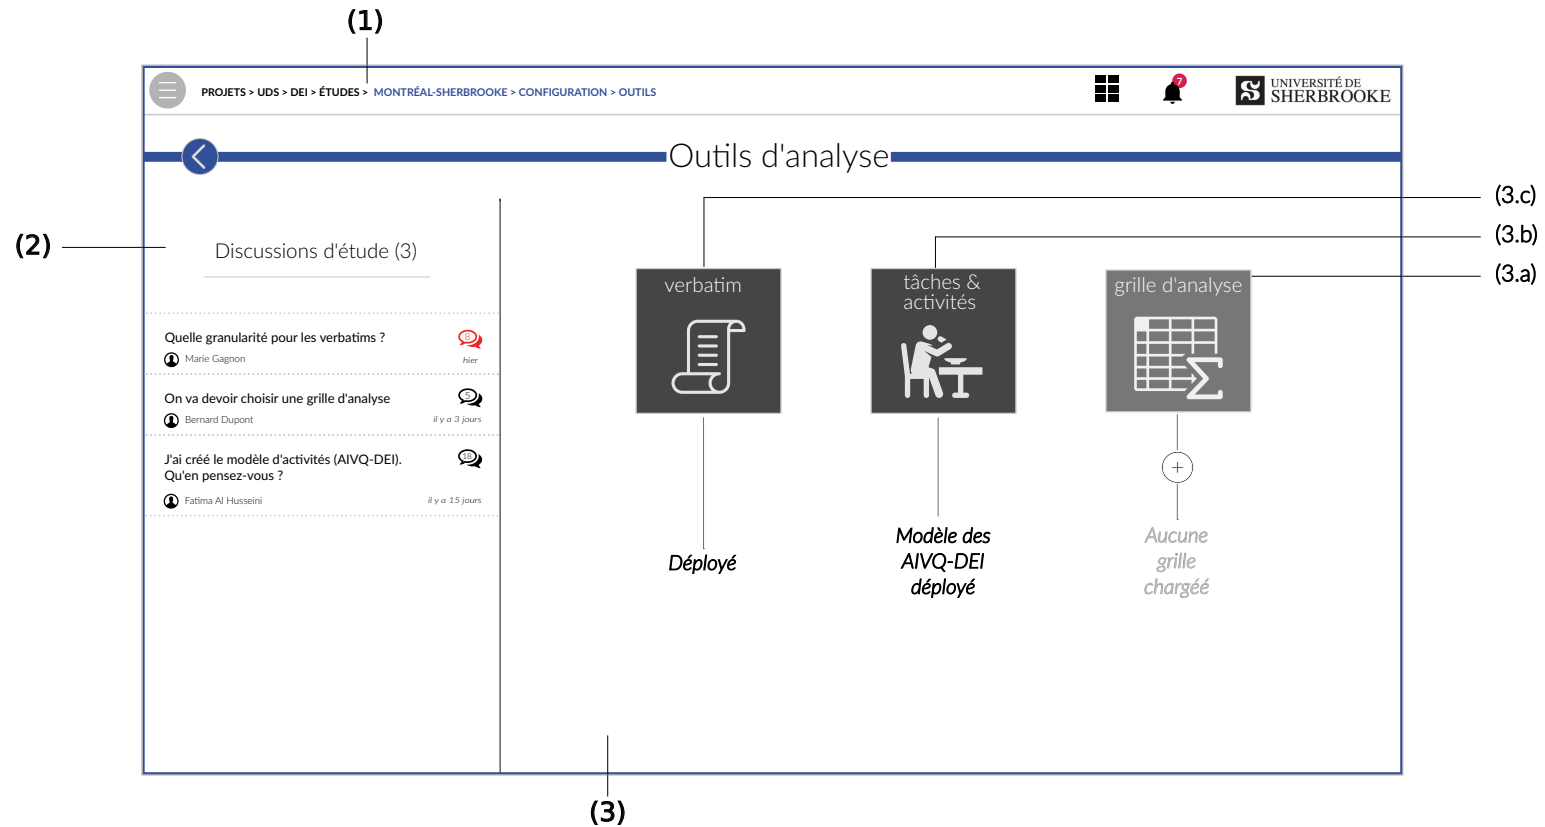 (1)
PROJETS > UDS > DEI > ÉTUDES > MONTRÉAL-SHERBROOKE > CONFIGURATION > OUTILS
7
UNIVERSITÉ DE
SHERBROOKE
Outils d'analyse
(3.c)
(3.b)
(3.a)
(2)
Discussions d'étude (3)
Quelle granularité pour les verbatims ?
8
Marie Gagnon
hier
On va devoir choisir une grille d'analyse
5
Bernard Dupont
il y a 3 jours
J'ai créé le modèle d'activités (AIVQ-DEI).
Qu'en pensez-vous ?
18
Fatima Al Husseini
il y a 15 jours
verbatim
Déployé
tâches &
activités
Modèle des
AIVQ-DEI
déployé
grille d'analyse
+
Aucune
grille
chargéé
(3)